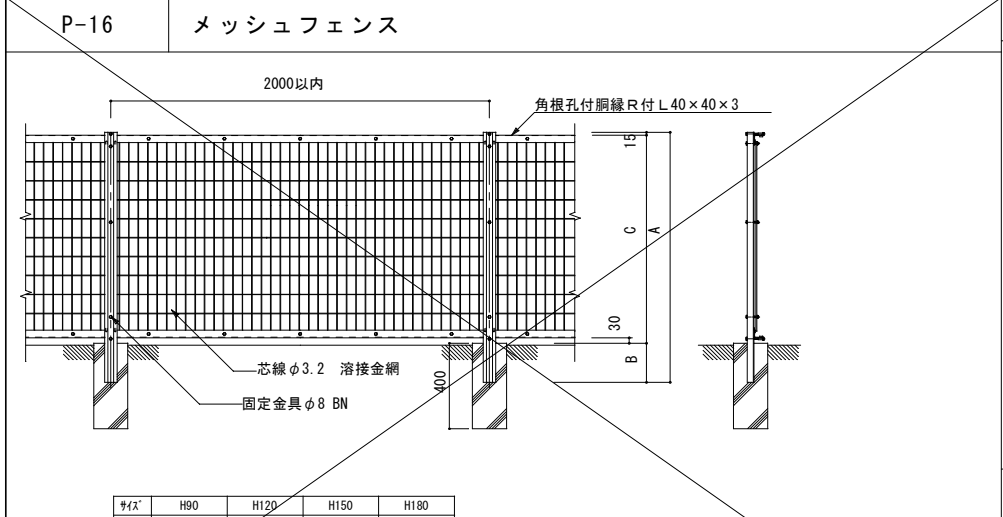 P-16 メッシュフェンス
2000以内
角根孔付胴縁R付L40×40×3
15
C
A
30
B
芯線φ3.2 溶接金網
400
固定金具φ8 BN
ｻｲｽﾞ H90 H120 H150 H180